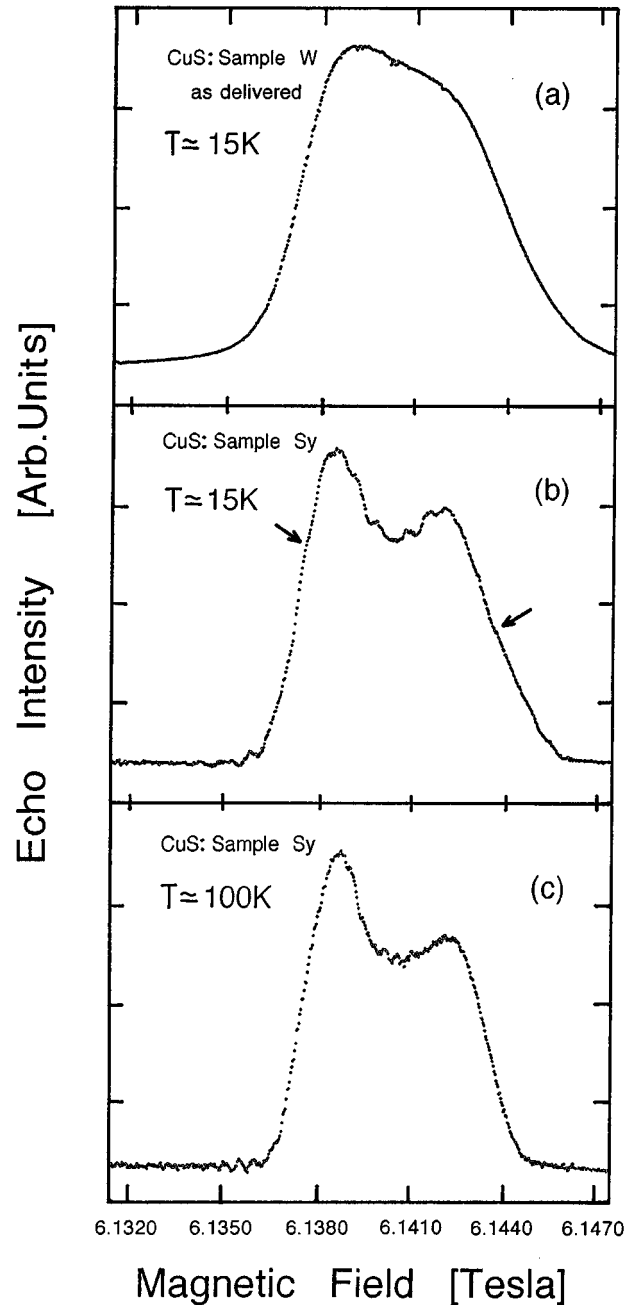 CuS: Sample W
as delivered
(a)
T≃15K
CuS: Sample Sy
(b)
T≃15K
CuS: Sample Sy
(c)
T≃100K
Echo Intensity [Arb.Units]
6.1320 6.1350 6.1380 6.1410 6.1440 6.1470
Magnetic Field [Tesla]